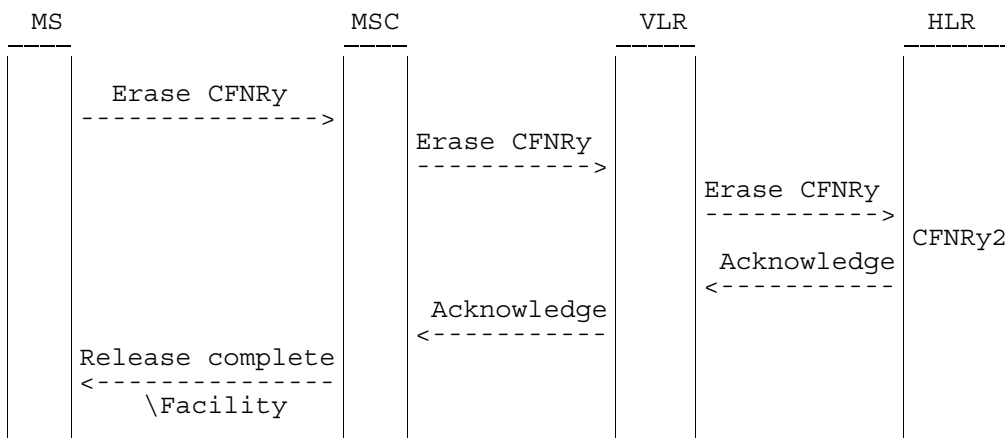 MS MSC VLR HLR
Erase CFNRy
--------------->
Erase CFNRy
----------->
Erase CFNRy
----------->
CFNRy2
Acknowledge
<-----------
Acknowledge
<-----------
Release complete
<---------------
\Facility